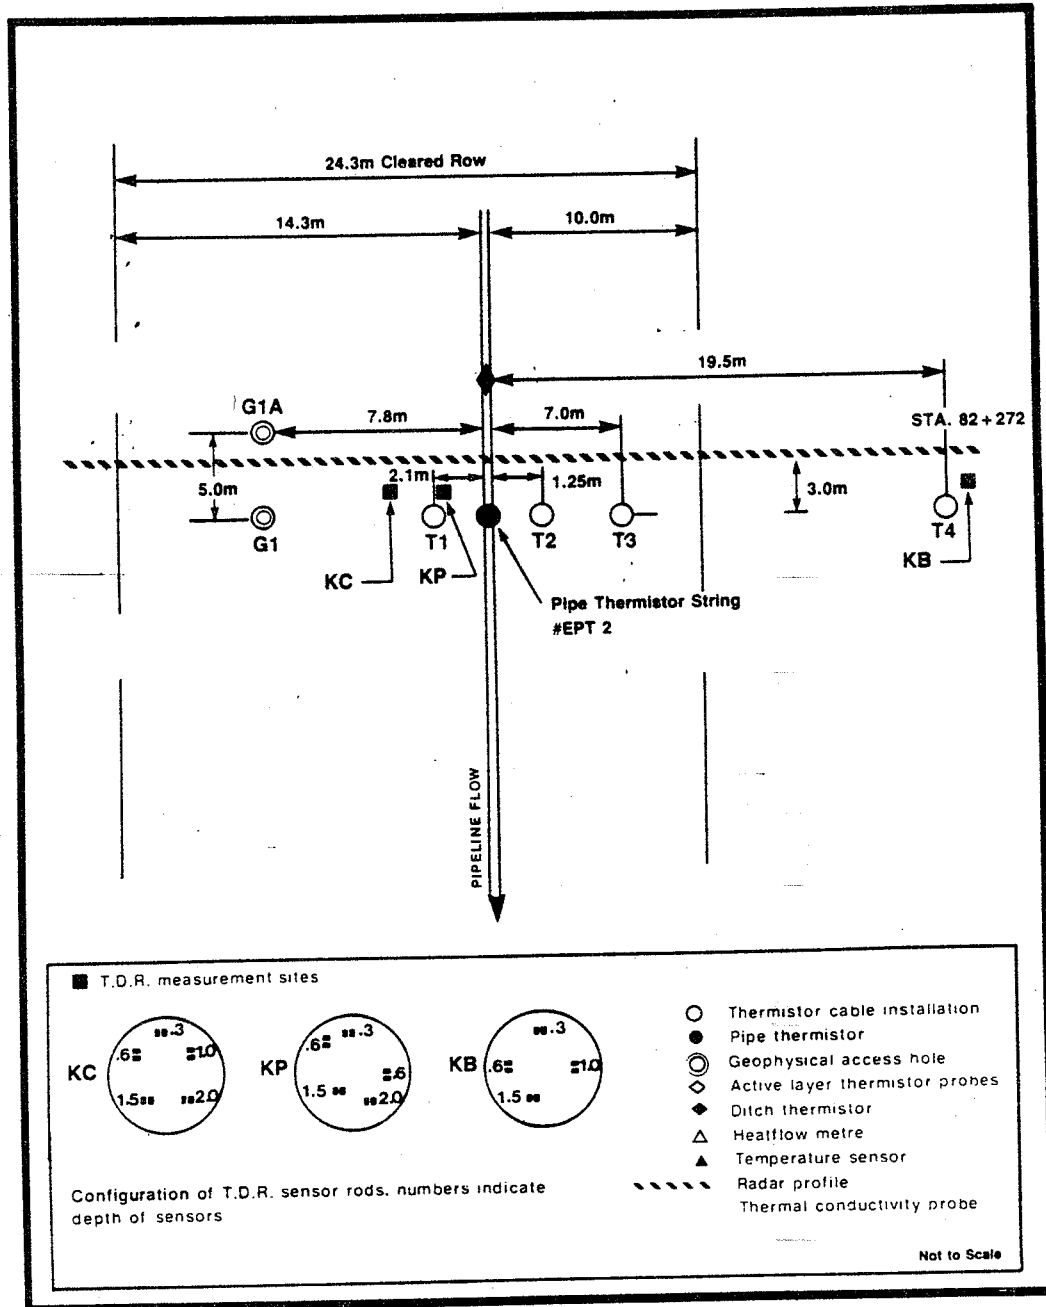 24.3m Cleared Row
14.3m
10.0m
19.5m
G1A
7.8m
7.0m
STA. 82+272
2.1m
1.25m
5.0m
3.0m
G1
T1
T2
T3
T4
KC
KP
KB
Pipe Thermistor String
#EPT 2
PIPELINE FLOW
T.D.R. measurement sites
KC
.3
.6
1.0
1.5
2.0
KP
.3
.6
.6
1.5
2.0
KB
.3
.6
1.0
1.5
Configuration of T.D.R. sensor rods, numbers indicate
depth of sensors
Thermistor cable installation
Pipe thermistor
Geophysical access hole
Active layer thermistor probes
Ditch thermistor
Heatflow metre
Temperature sensor
Radar profile
Thermal conductivity probe
Not to Scale